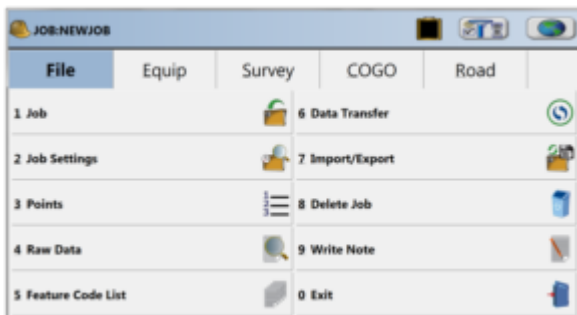 JOB:NEWJOB
File Equip Survey COGO Road
1 Job
6 Data Transfer
2 Job Settings
7 Import/Export
3 Points
8 Delete Job
4 Raw Data
9 Write Note
5 Feature Code List
0 Exit